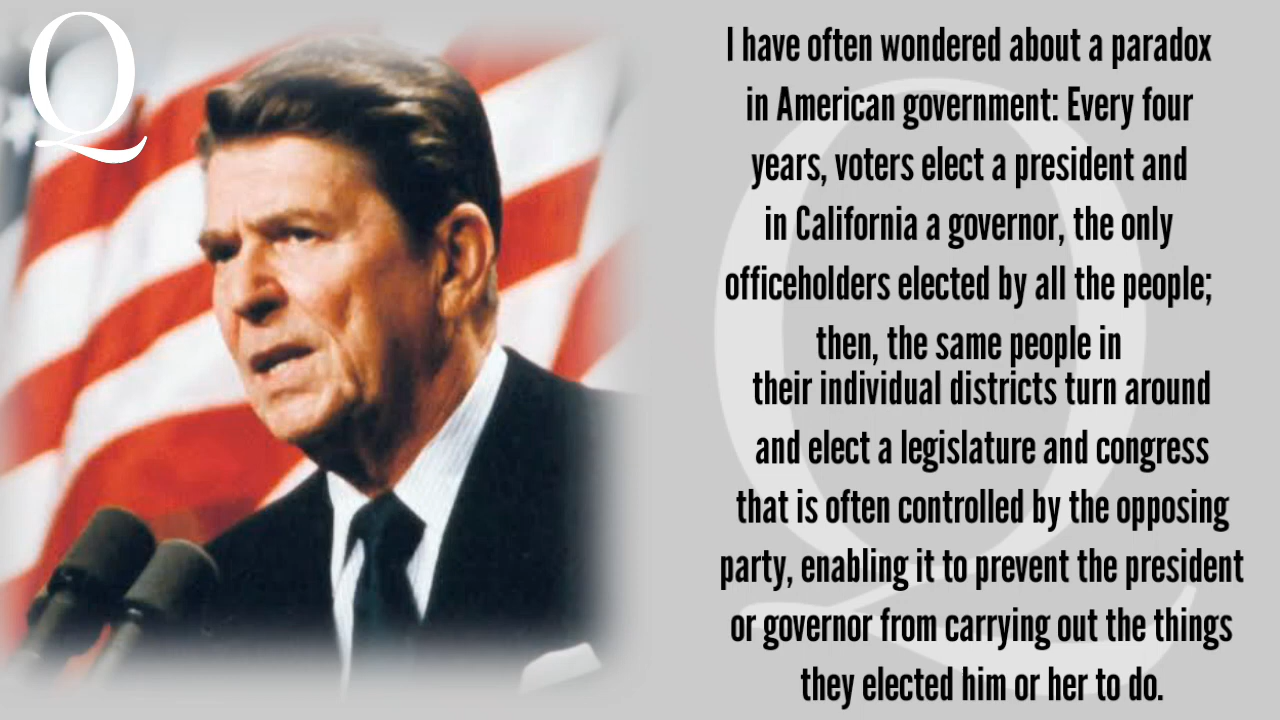 Q
I have often wondered about a paradox
in American government: Every four
years, voters elect a president and
in California a governor, the only
officeholders elected by all the people;
then, the same people in
their individual districts turn around
and elect a legislature and congress
that is often controlled by the opposing
party, enabling it to prevent the president
or governor from carrying out the things
they elected him or her to do.